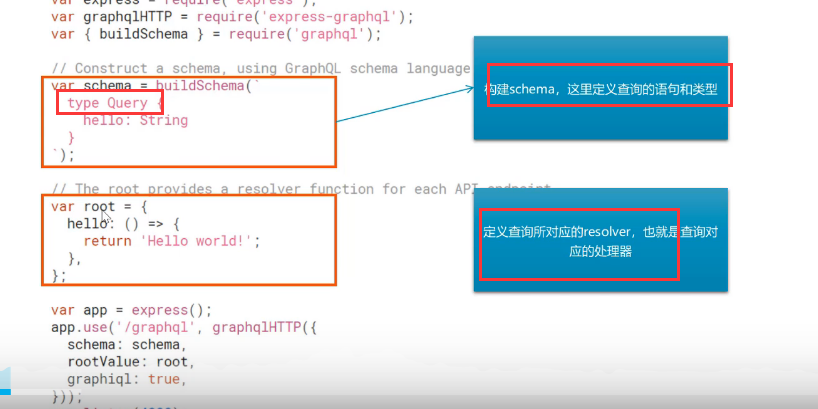 var express = require('express');
var graphqlHTTP = require('express-graphql');
var { buildSchema } = require('graphql');
// Construct a schema, using GraphQL schema language
var schema = buildSchema(`
type Query {
hello: String
}
`);
构建schema，这里定义查询的语句和类型
// The root provides a resolver function for each API endpoint
var root = {
hello: () => {
return 'Hello world!';
},
};
定义查询所对应的resolver，也就是查询对
应的处理器
var app = express();
app.use('/graphql', graphqlHTTP({
schema: schema,
rootValue: root,
graphiql: true,
}));